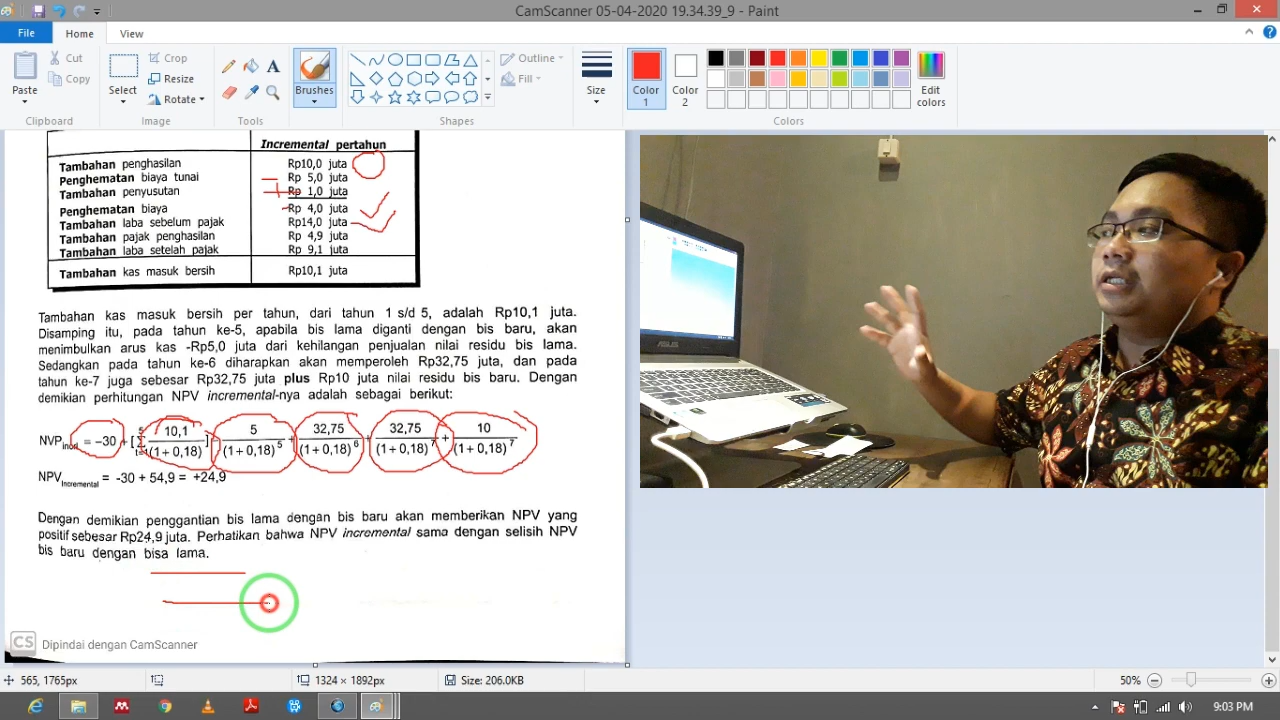 CamScanner 05-04-2020 19.34.39_9 - Paint
File Home View
Paste
Cut
Copy
Clipboard
Select
Crop
Resize
Rotate
Image
Tools
Brushes
Shapes
Outline
Fill
Size
Color 1
Color 2
Edit colors
Colors
Incremental pertahun
Tambahan penghasilan Rp10,0 juta
Penghematan biaya tunai Rp 5,0 juta
Tambahan penyusutan Rp 1,0 juta
Penghematan biaya Rp 4,0 juta
Tambahan laba sebelum pajak Rp14,0 juta
Tambahan pajak penghasilan Rp 4,9 juta
Tambahan laba setelah pajak Rp 9,1 juta
Tambahan kas masuk bersih Rp10,1 juta
Tambahan kas masuk bersih per tahun, dari tahun 1 s/d 5, adalah Rp10,1 juta.
Disamping itu, pada tahun ke-5, apabila bis lama diganti dengan bis baru, akan
menimbulkan arus kas -Rp5,0 juta dari kehilangan penjualan nilai residu bis lama.
Sedangkan pada tahun ke-6 diharapkan akan memperoleh Rp32,75 juta, dan pada
tahun ke-7 juga sebesar Rp32,75 juta plus Rp10 juta nilai residu bis baru. Dengan
demikian perhitungan NPV incremental-nya adalah sebagai berikut:
10,1 5 32,75 32,75 10
= −30 + [ Σ ] − + + +
(1+0,18) (1+0,18)5 (1+0,18)6 (1+0,18)7 (1+0,18)7
NPVIncremental = -30 + 54,9 = +24,9
Dengan demikian penggantian bis lama dengan bis baru akan memberikan NPV yang
positif sebesar Rp24,9 juta. Perhatikan bahwa NPV incremental sama dengan selisih NPV
bis baru dengan bisa lama.
CS Dipindai dengan CamScanner
ASUS
565, 1765px
1324 × 1892px
Size: 206.0KB
50%
9:03 PM